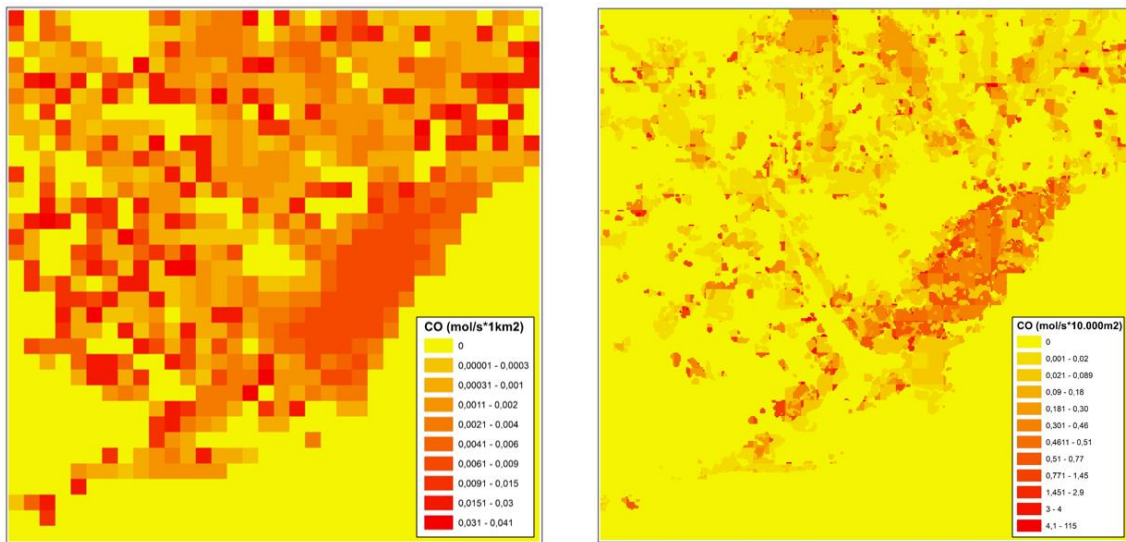 CO (mol/s*1km2)
0
0,00001 - 0,0003
0,00031 - 0,001
0,0011 - 0,002
0,0021 - 0,004
0,0041 - 0,006
0,0061 - 0,009
0,0091 - 0,015
0,0151 - 0,03
0,031 - 0,041
CO (mol/s*10.000m2)
0
0,001 - 0,02
0,021 - 0,089
0,09 - 0,18
0,181 - 0,30
0,301 - 0,46
0,4611 - 0,51
0,51 - 0,77
0,771 - 1,45
1,451 - 2,9
3 - 4
4,1 - 115